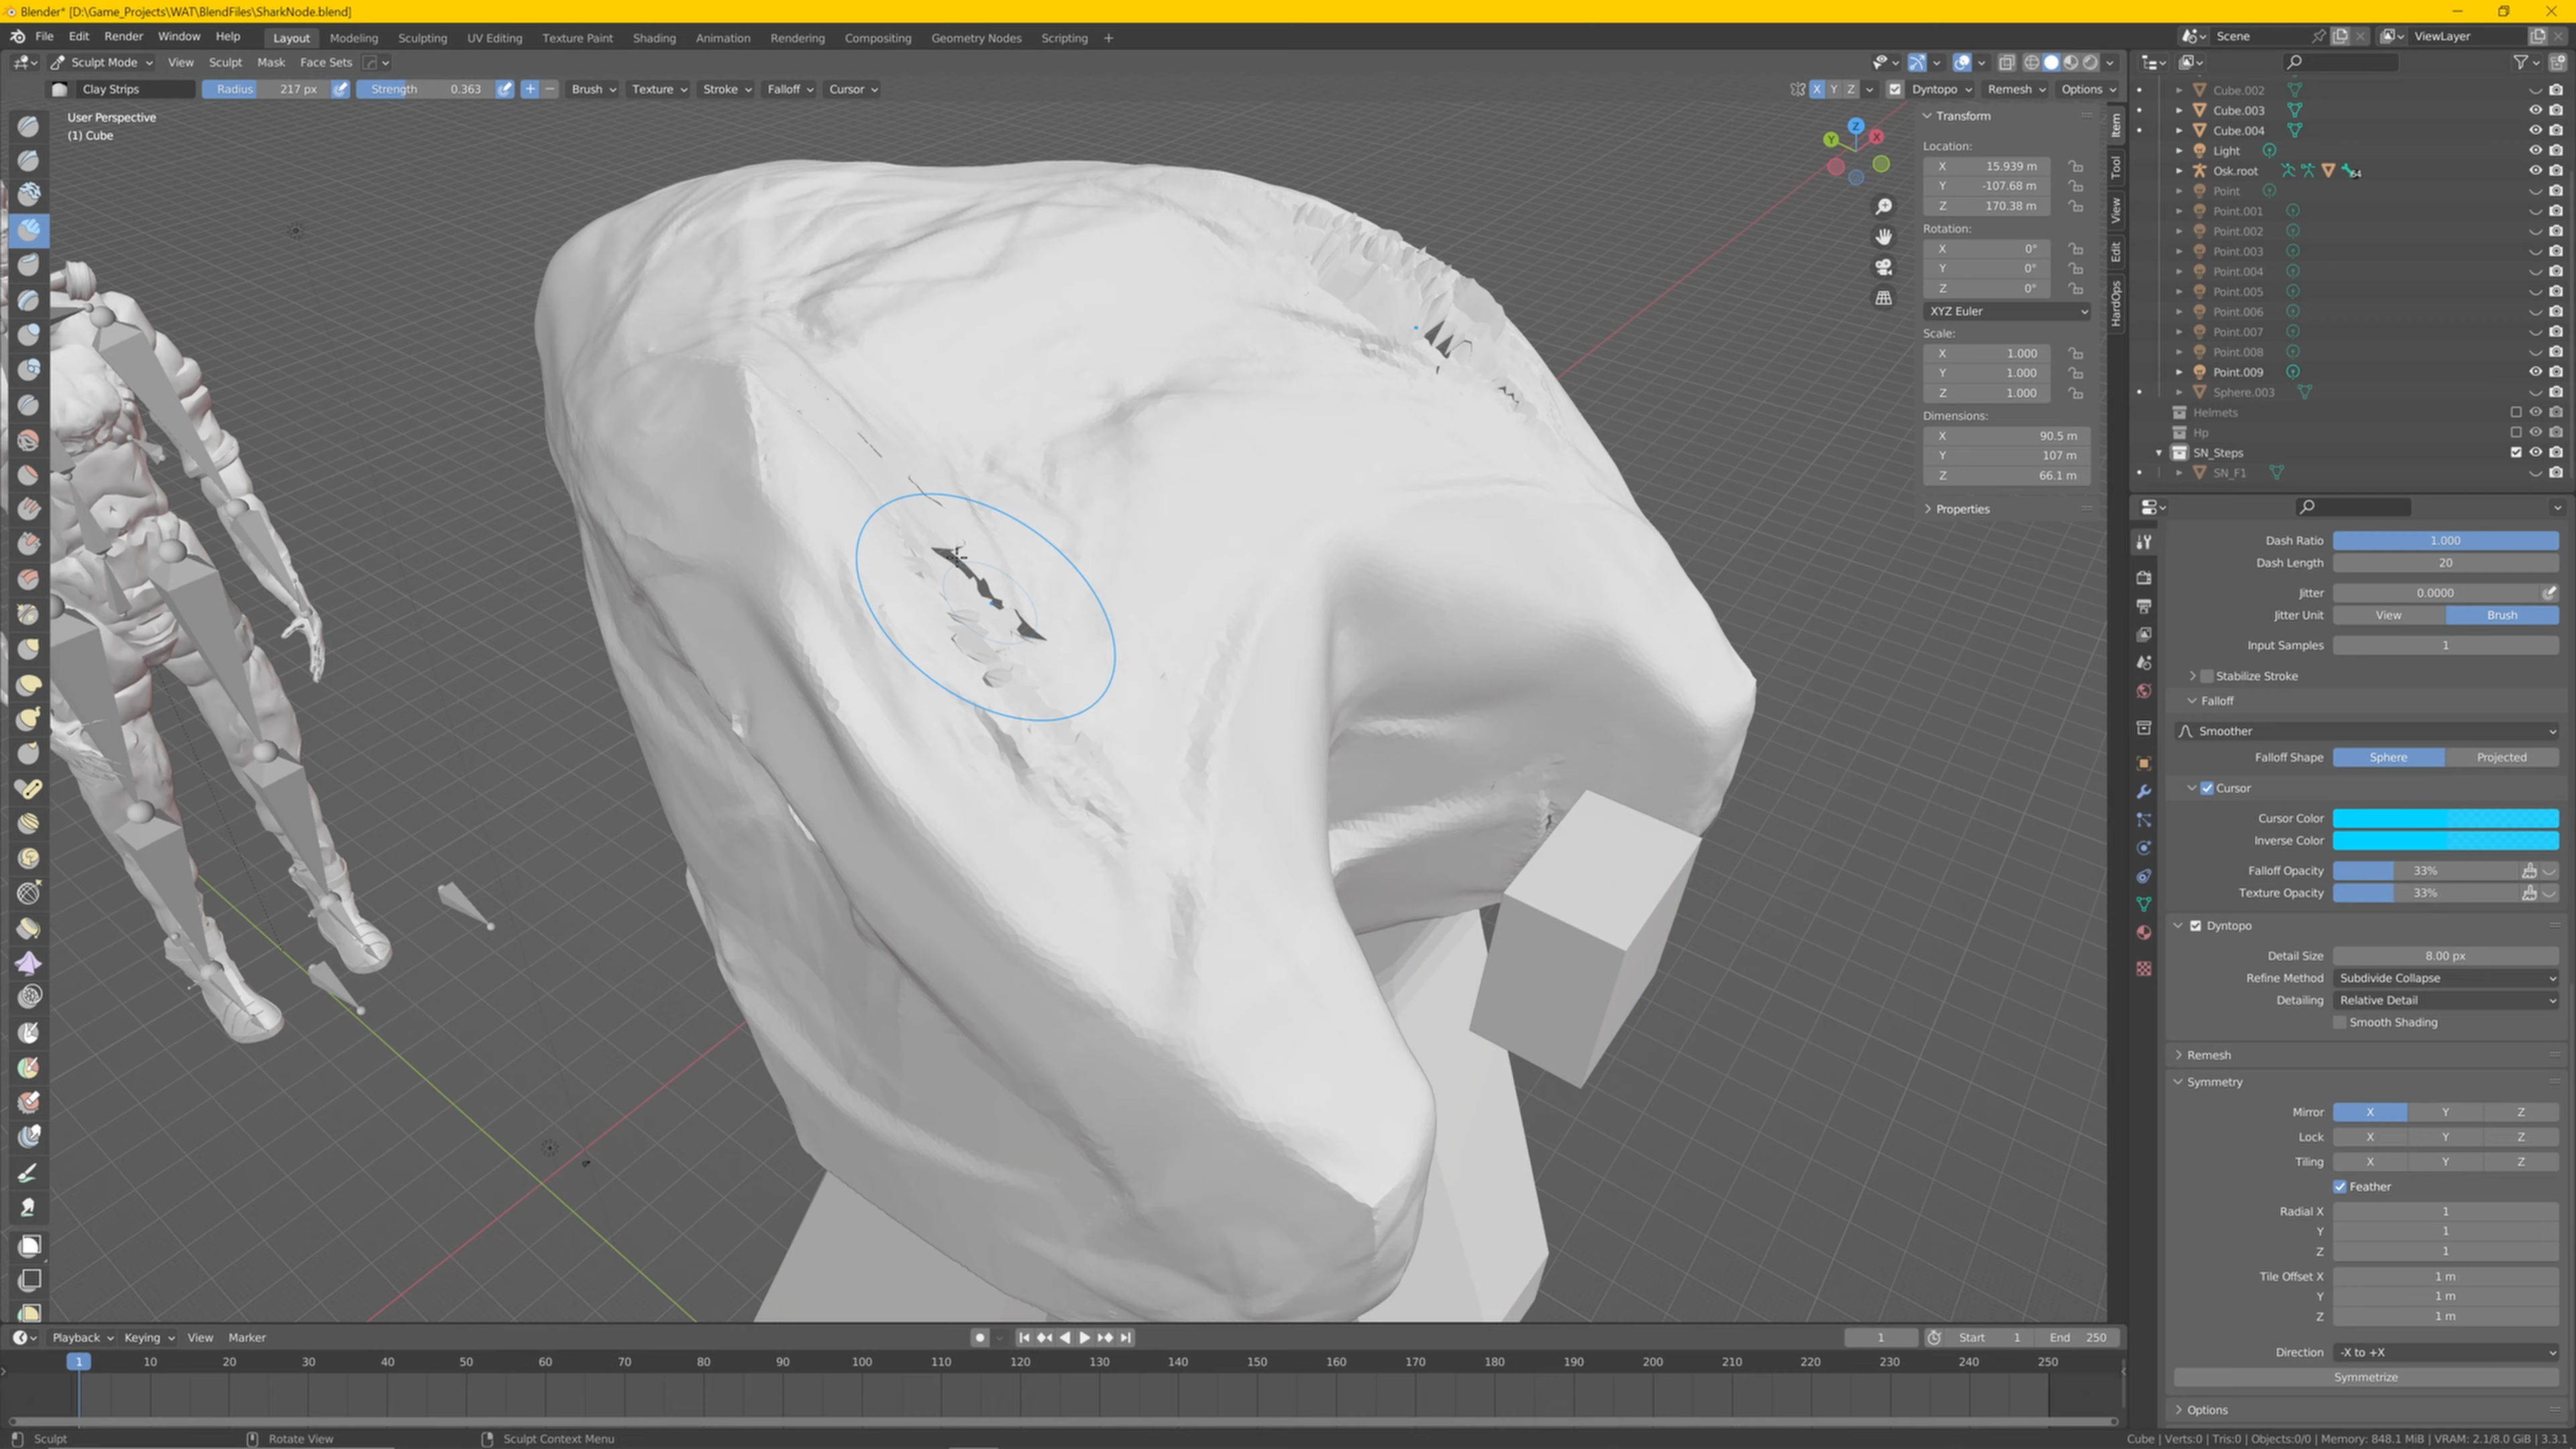 Blender* [D:\Game_Projects\WAT\BlendFiles\SharkNode.blend]
File Edit Render Window Help Layout Modeling Sculpting UV Editing Texture Paint Shading Animation Rendering Compositing Geometry Nodes Scripting + Scene ViewLayer
Sculpt Mode View Sculpt Mask Face Sets
Clay Strips Radius 217 px Strength 0.363 + − Brush Texture Stroke Falloff Cursor X Y Z Dyntopo Remesh Options
User Perspective
(1) Cube
Z
Y
X
Transform
Location:
X 15.939 m
Y -107.68 m
Z 170.38 m
Rotation:
X 0°
Y 0°
Z 0°
XYZ Euler
Scale:
X 1.000
Y 1.000
Z 1.000
Dimensions:
X 90.5 m
Y 107 m
Z 66.1 m
Properties
Item
Tool
View
Edit
HardOps
Cube.002
Cube.003
Cube.004
Light
Osk.root 64
Point
Point.001
Point.002
Point.003
Point.004
Point.005
Point.006
Point.007
Point.008
Point.009
Sphere.003
Helmets
Hp
SN_Steps
SN_F1
Dash Ratio 1.000
Dash Length 20
Jitter 0.0000
Jitter Unit View Brush
Input Samples 1
Stabilize Stroke
Falloff
Smoother
Falloff Shape Sphere Projected
Cursor
Cursor Color
Inverse Color
Falloff Opacity 33%
Texture Opacity 33%
Dyntopo
Detail Size 8.00 px
Refine Method Subdivide Collapse
Detailing Relative Detail
Smooth Shading
Remesh
Symmetry
Mirror X Y Z
Lock X Y Z
Tiling X Y Z
Feather
Radial X 1
Y 1
Z 1
Tile Offset X 1 m
Y 1 m
Z 1 m
Direction -X to +X
Symmetrize
Options
Playback Keying View Marker 1 Start 1 End 250
1 10 20 30 40 50 60 70 80 90 100 110 120 130 140 150 160 170 180 190 200 210 220 230 240 250
Sculpt Rotate View Sculpt Context Menu Cube | Verts:0 | Tris:0 | Objects:0/0 | Memory: 848.1 MiB | VRAM: 2.1/8.0 GiB | 3.3.1